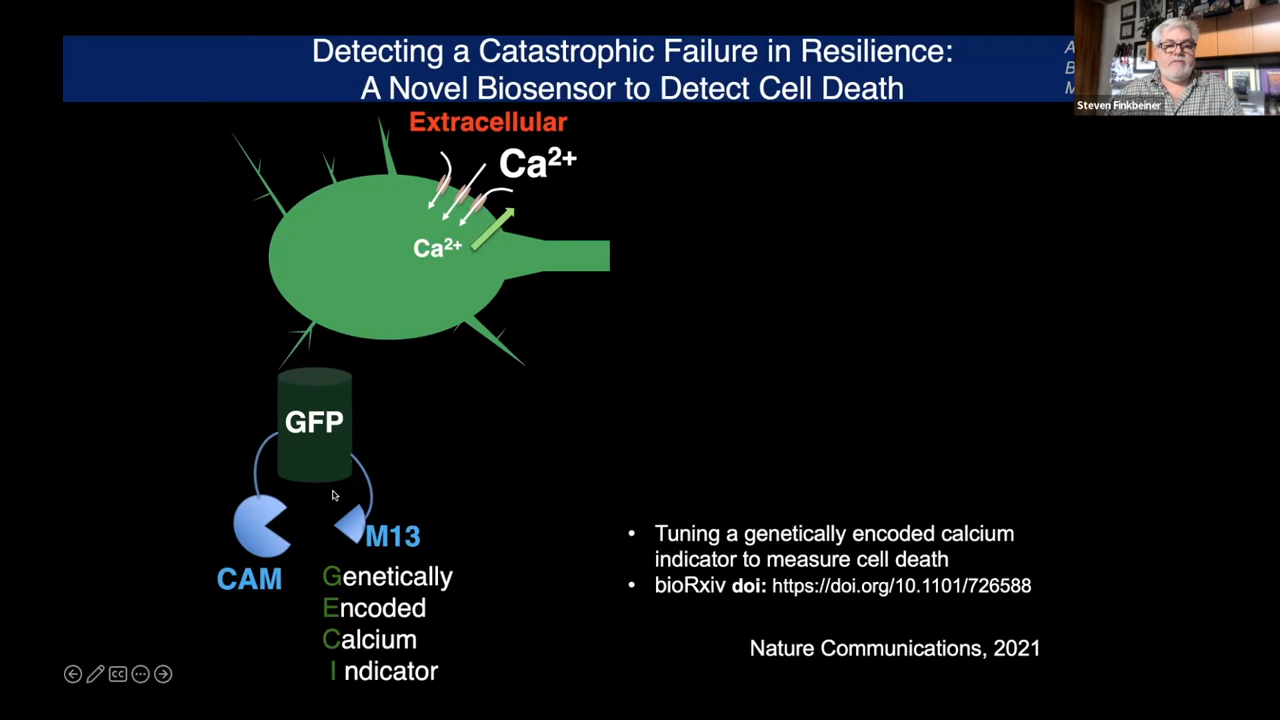 Detecting a Catastrophic Failure in Resilience:
A Novel Biosensor to Detect Cell Death
A
B
M
Steven Finkbeiner
Extracellular
Ca2+
Ca2+
GFP
M13
CAM
Genetically
Encoded
Calcium
Indicator
• Tuning a genetically encoded calcium
indicator to measure cell death
• bioRxiv doi: https://doi.org/10.1101/726588
Nature Communications, 2021
CC